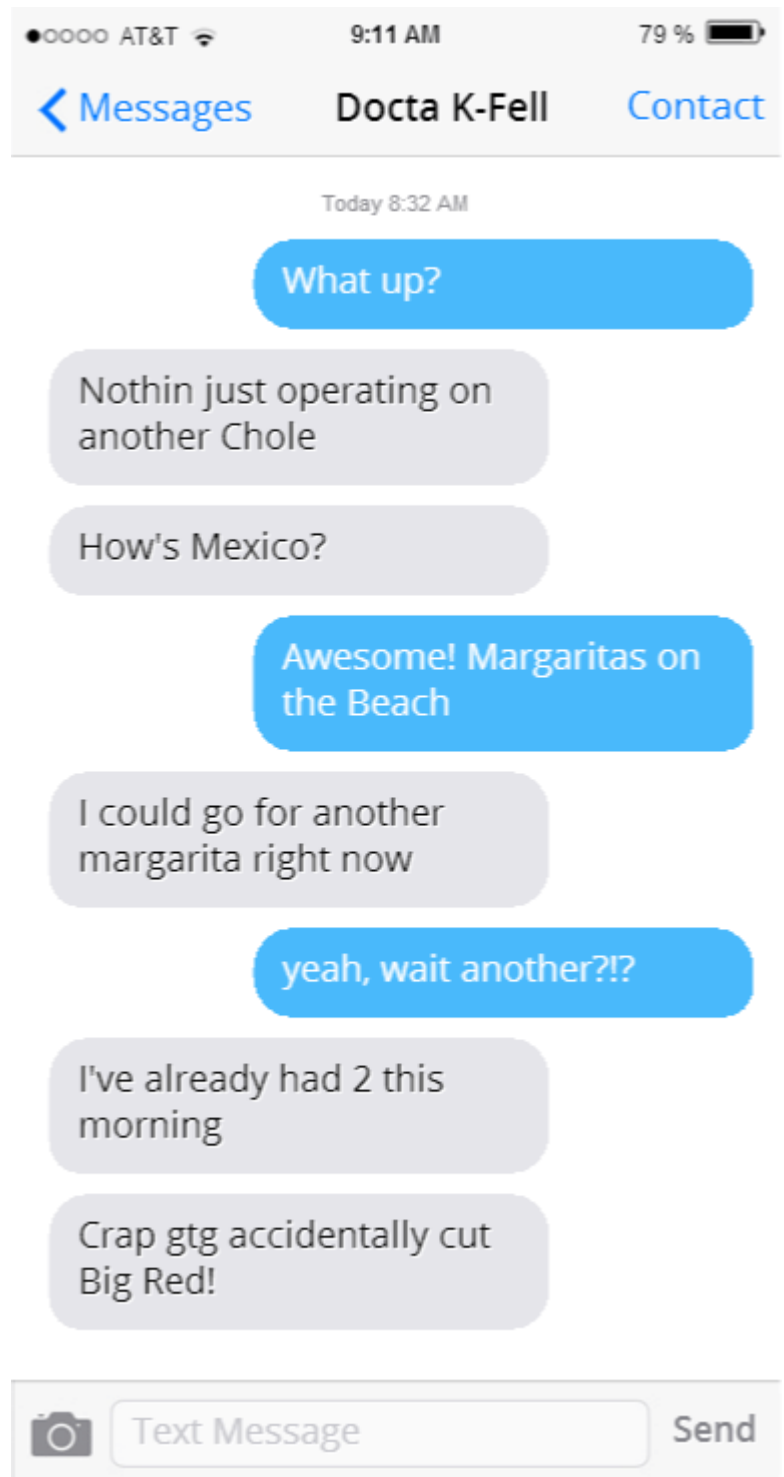 AT&T 9:11 AM 79 %
Messages Docta K-Fell Contact
Today 8:32 AM
What up?
Nothin just operating on
another Chole
How's Mexico?
Awesome! Margaritas on
the Beach
I could go for another
margarita right now
yeah, wait another?!?
I've already had 2 this
morning
Crap gtg accidentally cut
Big Red!
Text Message Send